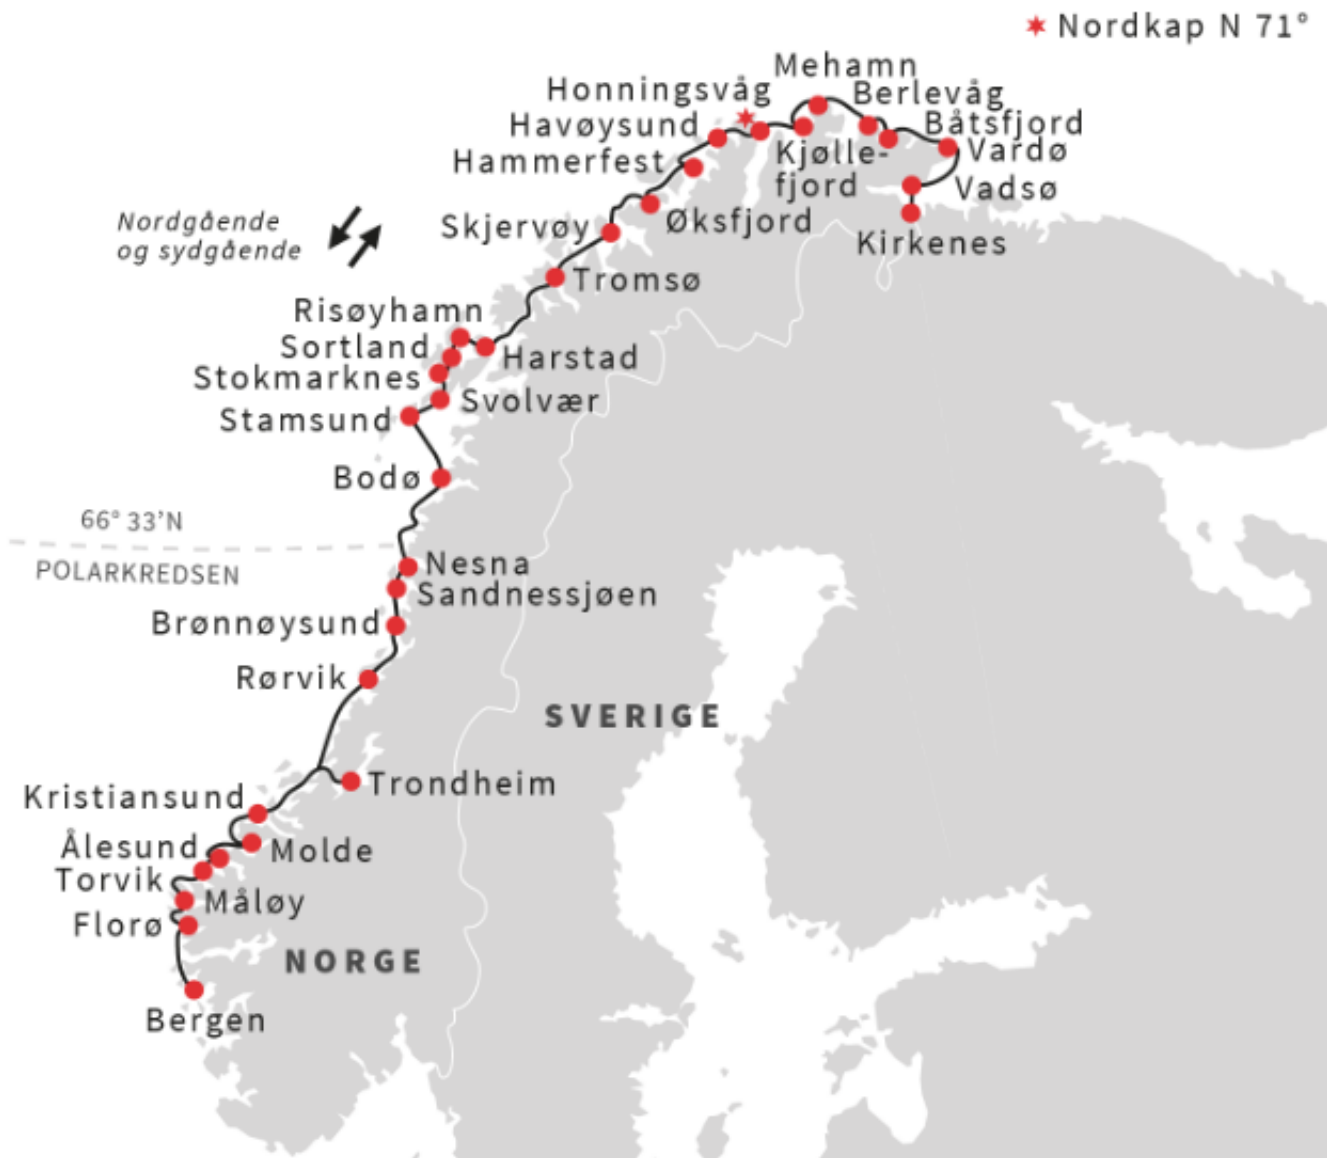 Nordkap N 71°
Mehamn
Honningsvåg
Berlevåg
Havøysund
Båtsfjord
Hammerfest
Kjølle-
fjord
Vardø
Vadsø
Skjervøy
Øksfjord
Kirkenes
Nordgående
og sydgående
Tromsø
Risøyhamn
Sortland
Harstad
Stokmarknes
Svolvær
Stamsund
Bodø
66° 33'N
POLARKREDSEN
Nesna
Sandnessjøen
Brønnøysund
Rørvik
SVERIGE
Trondheim
Kristiansund
Ålesund
Molde
Torvik
Måløy
Florø
NORGE
Bergen